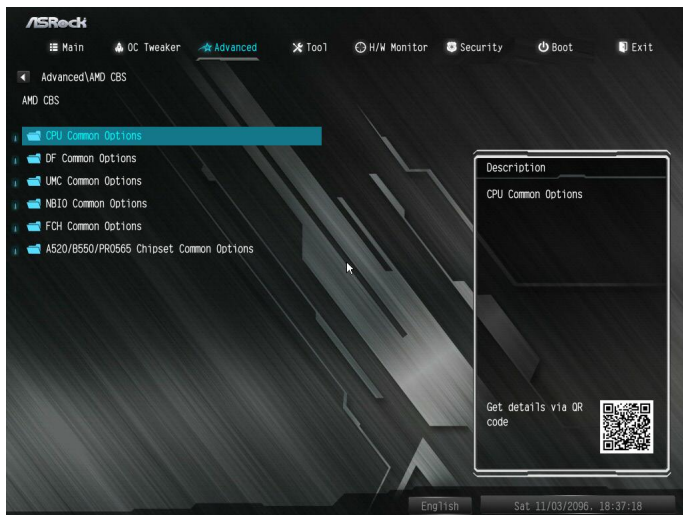 ASRock
Main
OC Tweaker
Advanced
Tool
H/W Monitor
Security
Boot
Exit
Advanced\AMD CBS
AMD CBS
CPU Common Options
DF Common Options
UMC Common Options
NBIO Common Options
FCH Common Options
A520/B550/PRO565 Chipset Common Options
Description
CPU Common Options
Get details via QR
code
English
Sat 11/03/2096. 18:37:18